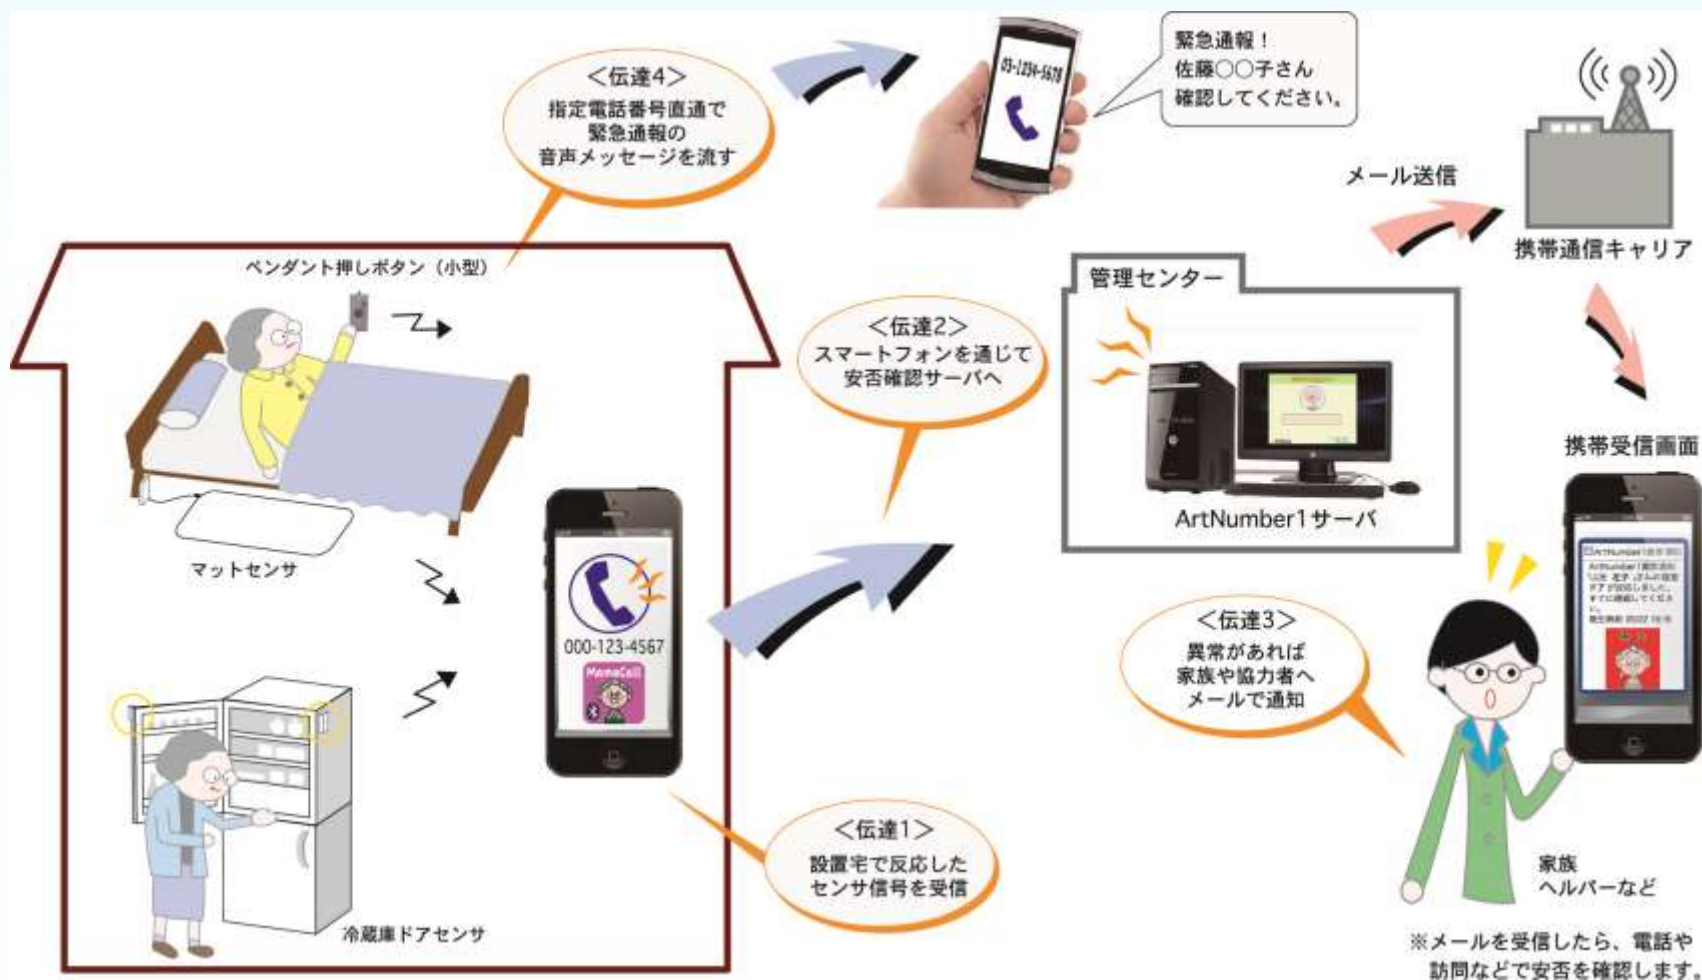 <伝達4>
指定電話番号直通で
緊急通報の
音声メッセージを流す
03-1234-5678
緊急通報！
佐藤○○子さん
確認してください。
メール送信
携帯通信キャリア
ペンダント押しボタン（小型）
管理センター
<伝達2>
スマートフォンを通じて
安否確認サーバへ
ArtNumber1サーバ
携帯受信画面
マットセンサ
000-123-4567
MamaCall
<伝達3>
異常があれば
家族や協力者へ
メールで通知
<伝達1>
設置宅で反応した
センサ信号を受信
冷蔵庫ドアセンサ
家族
ヘルパーなど
※メールを受信したら、電話や
訪問などで安否を確認します。